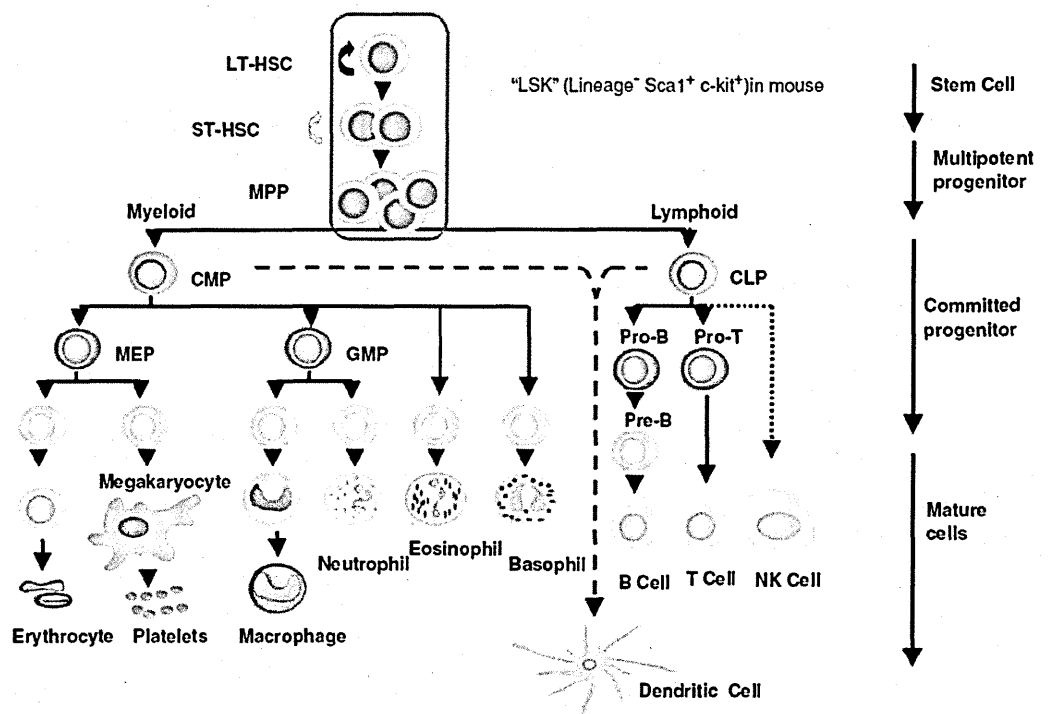 LT-HSC
"LSK" (Lineage⁻ Sca1⁺ c-kit⁺)in mouse
Stem Cell
ST-HSC
Multipotent
progenitor
MPP
Myeloid
Lymphoid
CMP
CLP
Committed
progenitor
Pro-B
Pro-T
MEP
GMP
Pre-B
Megakaryocyte
Mature
cells
Neutrophil
Eosinophil
Basophil
B Cell
T Cell
NK Cell
Erythrocyte
Platelets
Macrophage
Dendritic Cell